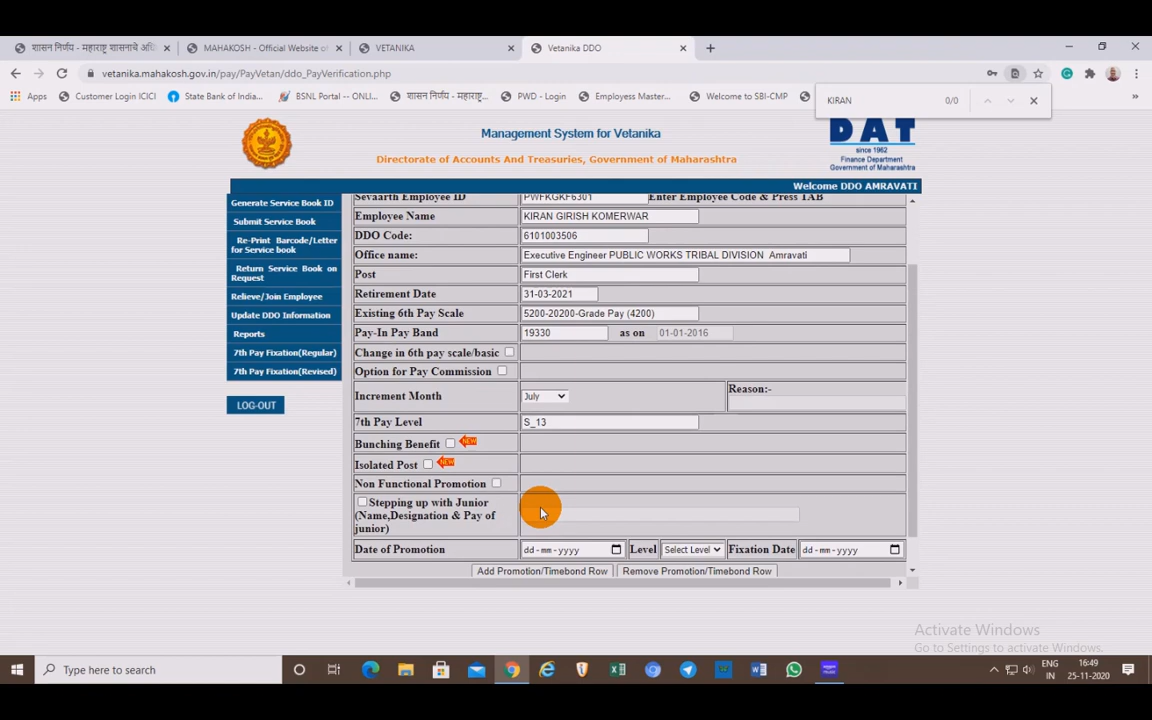 शासन निर्णय - महाराष्ट्र शासनाचे अधि
MAHAKOSH - Official Website of
VETANIKA
Vetanika DDO
vetanika.mahakosh.gov.in/pay/PayVetan/ddo_PayVerification.php
Apps
Customer Login ICICI
State Bank of India...
BSNL Portal -- ONLI...
शासन निर्णय - महाराष्ट्र...
PWD - Login
Employess Master...
Welcome to SBI-CMP
KIRAN
0/0
Management System for Vetanika
Directorate of Accounts And Treasuries, Government of Maharashtra
DAT
since 1962
Finance Department
Government of Maharashtra
Welcome DDO AMRAVATI
Generate Service Book ID
Submit Service Book
Re-Print Barcode/Letter
for Service book
Return Service Book on
Request
Relieve/Join Employee
Update DDO Information
Reports
7th Pay Fixation(Regular)
7th Pay Fixation(Revised)
LOG-OUT
Sevaarth Employee ID PWFKGKF6301 Enter Employee Code & Press TAB
Employee Name KIRAN GIRISH KOMERWAR
DDO Code: 6101003506
Office name: Executive Engineer PUBLIC WORKS TRIBAL DIVISION Amravati
Post First Clerk
Retirement Date 31-03-2021
Existing 6th Pay Scale 5200-20200-Grade Pay (4200)
Pay-In Pay Band 19330 as on 01-01-2016
Change in 6th pay scale/basic
Option for Pay Commission
Increment Month July Reason:-
7th Pay Level S_13
Bunching Benefit NEW
Isolated Post NEW
Non Functional Promotion
Stepping up with Junior
(Name,Designation & Pay of
junior)
Date of Promotion dd-mm-yyyy Level Select Level Fixation Date dd-mm-yyyy
Add Promotion/Timebond Row Remove Promotion/Timebond Row
Activate Windows
Go to Settings to activate Windows.
Type here to search
ENG
IN
16:49
25-11-2020